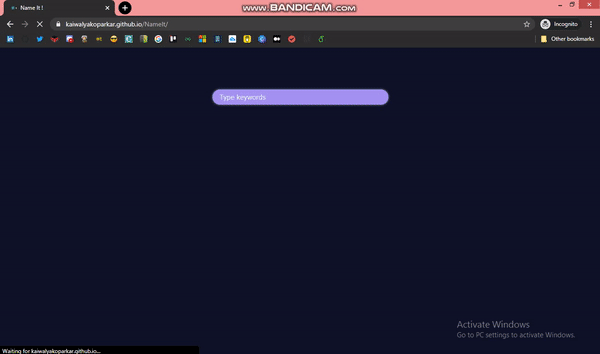 www.BANDICAM.com
Name It !
kaiwalyakoparkar.github.io/NameIt/
Incognito
Other bookmarks
Type keywords
Activate Windows
Go to PC settings to activate Windows.
Waiting for kaiwalyakoparkar.github.io...